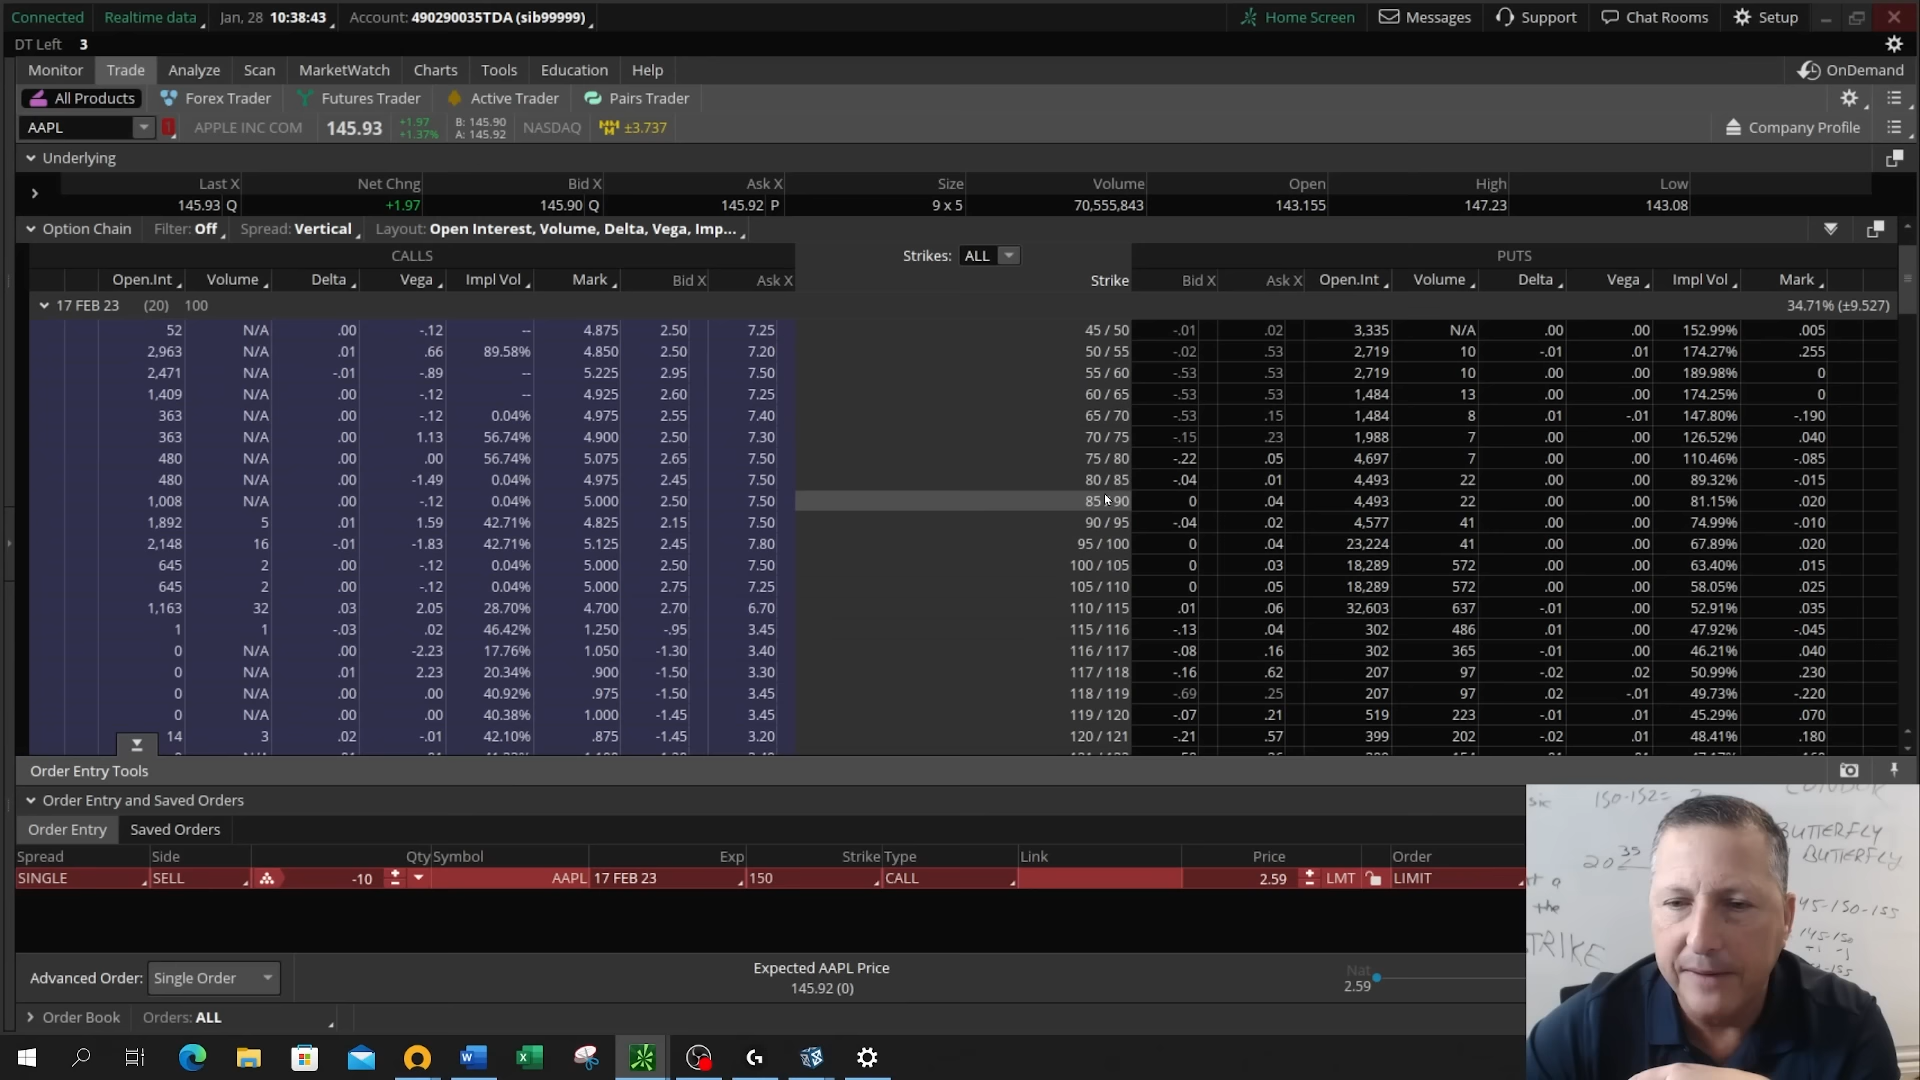 Connected Realtime data Jan, 28 10:38:43 Account: 490290035TDA (sib99999) Home Screen Messages Support Chat Rooms Setup
DT Left 3
Monitor Trade Analyze Scan MarketWatch Charts Tools Education Help OnDemand
All Products Forex Trader Futures Trader Active Trader Pairs Trader
AAPL APPLE INC COM 145.93 +1.97 +1.37% B: 145.90 A: 145.92 NASDAQ ±3.737 Company Profile
Underlying
Last X Net Chng Bid X Ask X Size Volume Open High Low
145.93 Q +1.97 145.90 Q 145.92 P 9 x 5 70,555,843 143.155 147.23 143.08
Option Chain Filter: Off Spread: Vertical Layout: Open Interest, Volume, Delta, Vega, Imp...
CALLS Strikes: ALL PUTS
Open.Int Volume Delta Vega Impl Vol Mark Bid X Ask X Strike Bid X Ask X Open.Int Volume Delta Vega Impl Vol Mark
17 FEB 23 (20) 100 34.71% (±9.527)
52 N/A .00 -.12 -- 4.875 2.50 7.25 45 / 50 -.01 .02 3,335 N/A .00 .00 152.99% .005
2,963 N/A .01 .66 89.58% 4.850 2.50 7.20 50 / 55 -.02 .53 2,719 10 -.01 .01 174.27% .255
2,471 N/A -.01 -.89 -- 5.225 2.95 7.50 55 / 60 -.53 .53 2,719 10 .00 .00 189.98% 0
1,409 N/A .00 -.12 -- 4.925 2.60 7.25 60 / 65 -.53 .53 1,484 13 .00 .00 174.25% 0
363 N/A .00 -.12 0.04% 4.975 2.55 7.40 65 / 70 -.53 .15 1,484 8 .01 -.01 147.80% -.190
363 N/A .00 1.13 56.74% 4.900 2.50 7.30 70 / 75 -.15 .23 1,988 7 .00 .00 126.52% .040
480 N/A .00 .00 56.74% 5.075 2.65 7.50 75 / 80 -.22 .05 4,697 7 .00 .00 110.46% -.085
480 N/A .00 -1.49 0.04% 4.975 2.45 7.50 80 / 85 -.04 .01 4,493 22 .00 .00 89.32% -.015
1,008 N/A .00 -.12 0.04% 5.000 2.50 7.50 85 / 90 0 .04 4,493 22 .00 .00 81.15% .020
1,892 5 .01 1.59 42.71% 4.825 2.15 7.50 90 / 95 -.04 .02 4,577 41 .00 .00 74.99% -.010
2,148 16 -.01 -1.83 42.71% 5.125 2.45 7.80 95 / 100 0 .04 23,224 41 .00 .00 67.89% .020
645 2 .00 -.12 0.04% 5.000 2.50 7.50 100 / 105 0 .03 18,289 572 .00 .00 63.40% .015
645 2 .00 -.12 0.04% 5.000 2.75 7.25 105 / 110 0 .05 18,289 572 .00 .00 58.05% .025
1,163 32 .03 2.05 28.70% 4.700 2.70 6.70 110 / 115 .01 .06 32,603 637 -.01 .00 52.91% .035
1 1 -.03 .02 46.42% 1.250 -.95 3.45 115 / 116 -.13 .04 302 486 .01 .00 47.92% -.045
0 N/A .00 -2.23 17.76% 1.050 -1.30 3.40 116 / 117 -.08 .16 302 365 -.01 .00 46.21% .040
0 N/A .01 2.23 20.34% .900 -1.50 3.30 117 / 118 -.16 .62 207 97 -.02 .02 50.99% .230
0 N/A .00 .00 40.92% .975 -1.50 3.45 118 / 119 -.69 .25 207 97 .02 -.01 49.73% -.220
0 N/A .00 .00 40.38% 1.000 -1.45 3.45 119 / 120 -.07 .21 519 223 -.01 .01 45.29% .070
14 3 .02 -.01 42.10% .875 -1.45 3.20 120 / 121 -.21 .57 399 202 -.02 .01 48.41% .180
Order Entry Tools
Order Entry and Saved Orders
Order Entry Saved Orders
Spread Side Qty Symbol Exp Strike Type Link Price Order
SINGLE SELL -10 AAPL 17 FEB 23 150 CALL 2.59 LMT LIMIT
Advanced Order: Single Order Expected AAPL Price Nat
145.92 (0) 2.59
Order Book Orders: ALL
150-152=
CONDOR
BUTTERFLY
BUTTERFLY
20 35
the
45-150-155
TRIKE
145-150